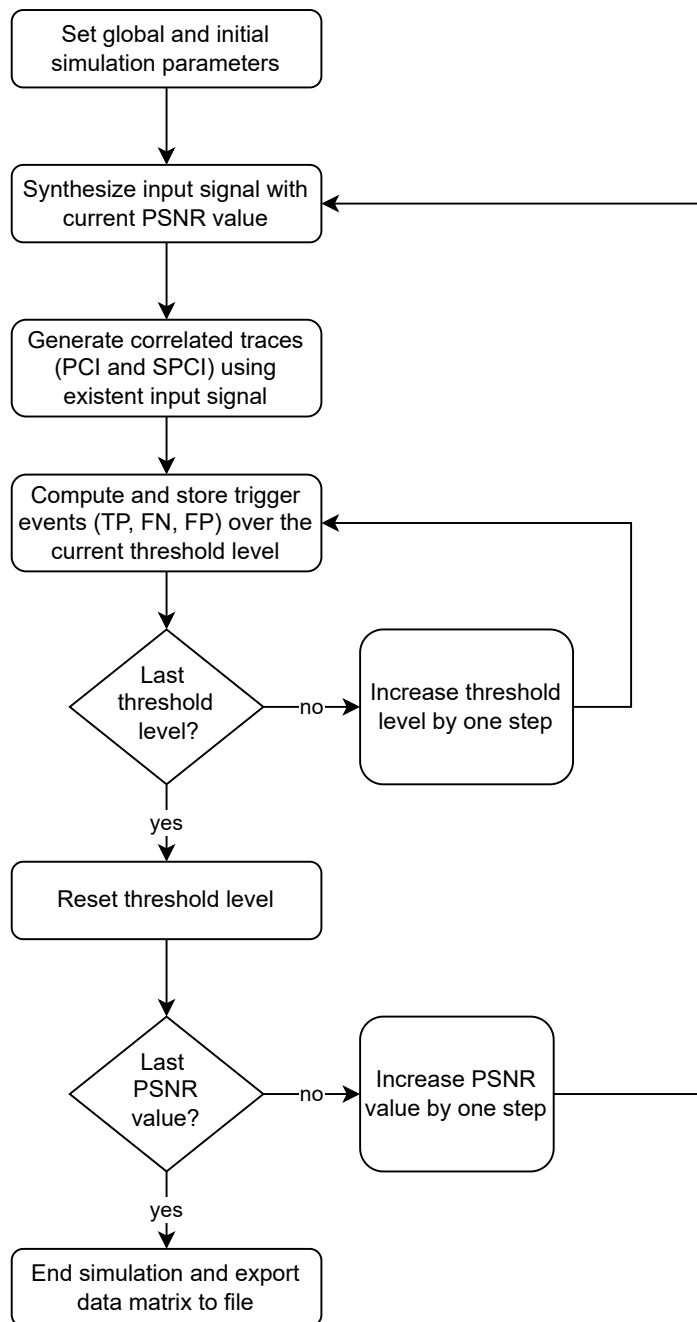 Set global and initial
simulation parameters
Synthesize input signal with
current PSNR value
Generate correlated traces
(PCI and SPCI) using
existent input signal
Compute and store trigger
events (TP, FN, FP) over the
current threshold level
Last
threshold
level?
no
Increase threshold
level by one step
yes
Reset threshold level
Last
PSNR
value?
no
Increase PSNR
value by one step
yes
End simulation and export
data matrix to file